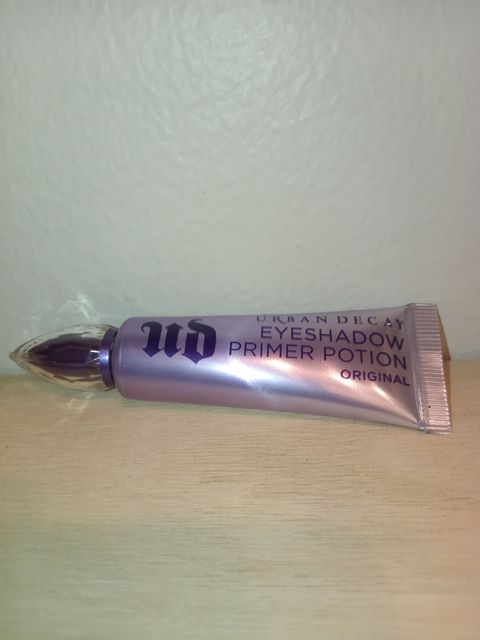 UD
URBAN DECAY
EYESHADOW
PRIMER POTION
ORIGINAL